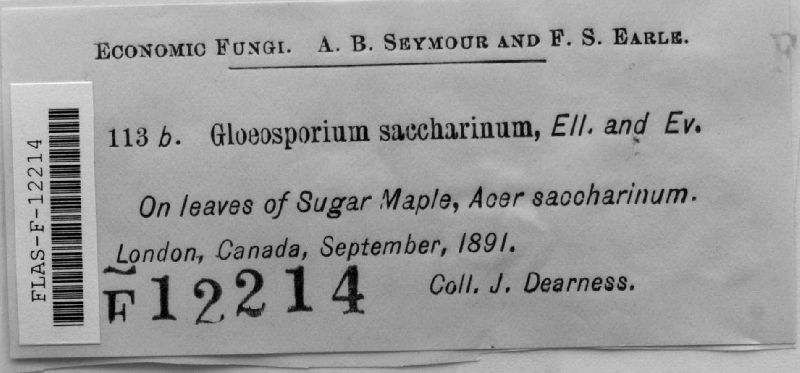 ECONOMIC FUNGI. A. B. SEYMOUR AND F. S. EARLE.
113 b. Gloeosporium saccharinum, Ell. and Ev.
On leaves of Sugar Maple, Acer saccharinum.
London, Canada, September, 1891.
Coll. J. Dearness.
F 12214
FLAS-F-12214